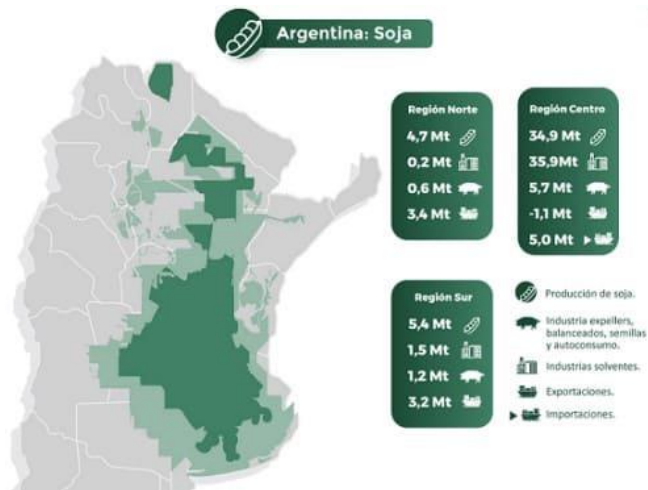 Argentina: Soja
Región Norte
4,7 Mt
0,2 Mt
0,6 Mt
3,4 Mt
Región Centro
34,9 Mt
35,9Mt
5,7 Mt
-1,1 Mt
5,0 Mt
Región Sur
5,4 Mt
1,5 Mt
1,2 Mt
3,2 Mt
Producción de soja.
Industria expellers,
balanceados, semillas
y autoconsumo.
Industrias solventes.
Exportaciones.
Importaciones.